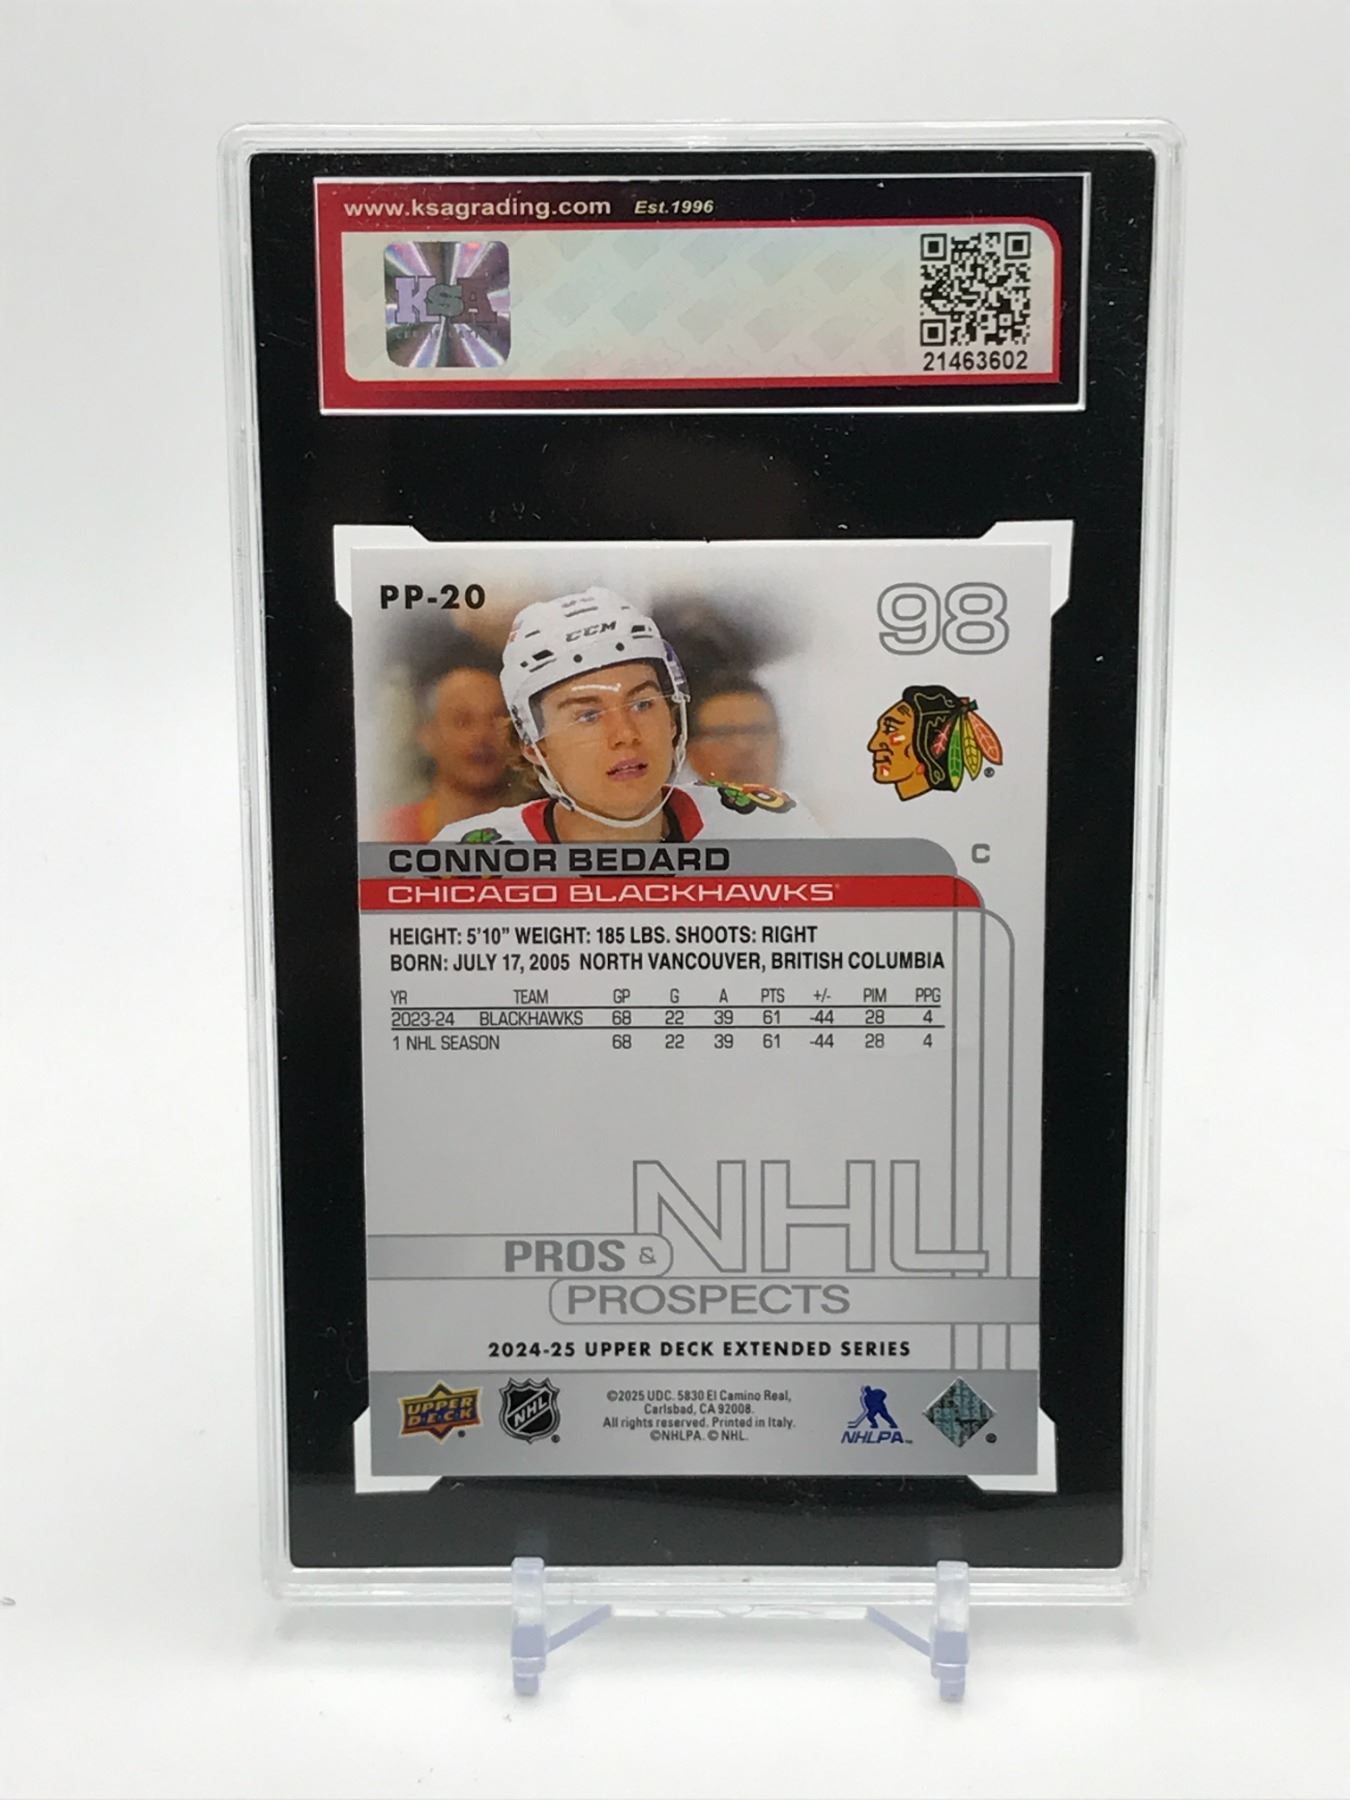 www.ksagrading.com Est.1996
KSA
21463602
PP-20
98
CCM
CONNOR BEDARD
C
CHICAGO BLACKHAWKS
HEIGHT: 5'10" WEIGHT: 185 LBS. SHOOTS: RIGHT
BORN: JULY 17, 2005 NORTH VANCOUVER, BRITISH COLUMBIA
YR TEAM GP G A PTS +/- PIM PPG
2023-24 BLACKHAWKS 68 22 39 61 -44 28 4
1 NHL SEASON 68 22 39 61 -44 28 4
NHL
PROS &
PROSPECTS
2024-25 UPPER DECK EXTENDED SERIES
UPPER
DECK
NHL
©2025 UDC. 5830 El Camino Real,
Carlsbad, CA 92008.
All rights reserved. Printed in Italy.
©NHLPA. © NHL.
NHLPA